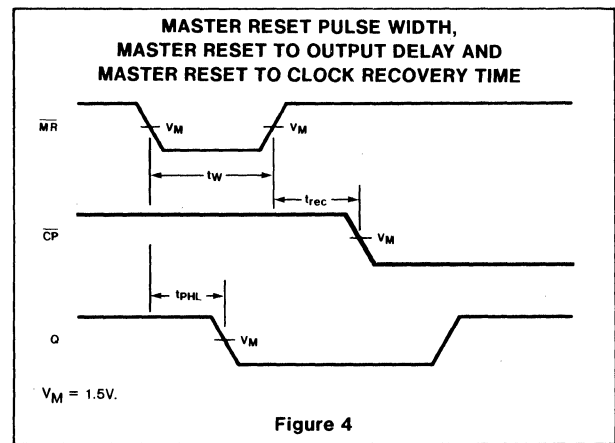 MASTER RESET PULSE WIDTH,
MASTER RESET TO OUTPUT DELAY AND
MASTER RESET TO CLOCK RECOVERY TIME
MR
VM
VM
tW
trec
CP
VM
tPHL
Q
VM
VM = 1.5V.
Figure 4